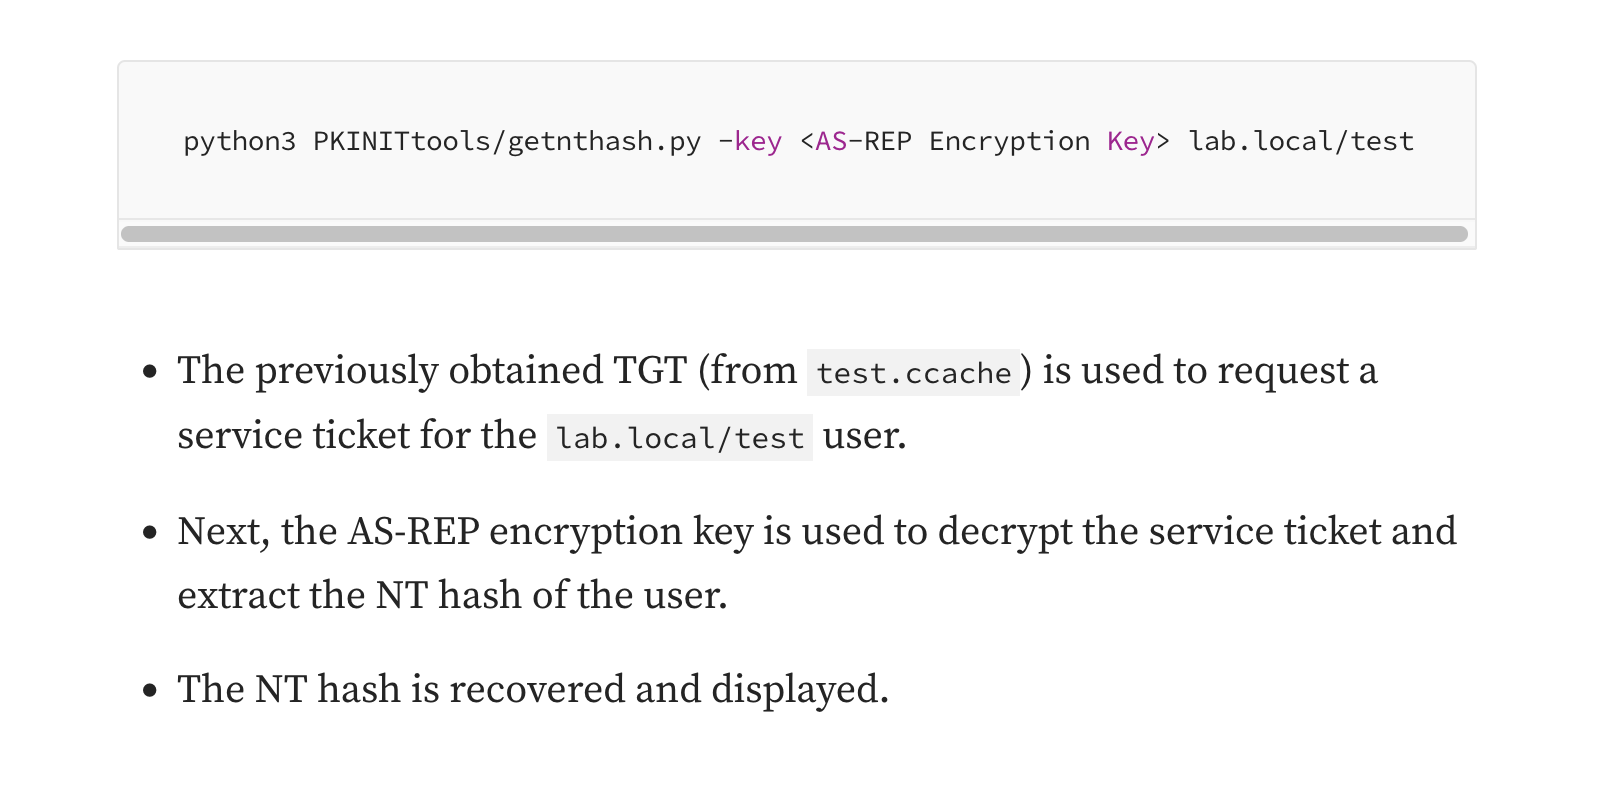 python3 PKINITtools/getnthash.py -key <AS-REP Encryption Key> lab.local/test
• The previously obtained TGT (from test.ccache) is used to request a
service ticket for the lab.local/test user.
• Next, the AS-REP encryption key is used to decrypt the service ticket and
extract the NT hash of the user.
• The NT hash is recovered and displayed.